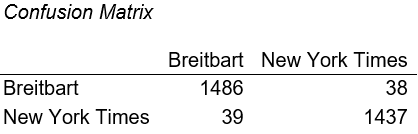 Confusion Matrix
Breitbart New York Times
Breitbart 1486 38
New York Times 39 1437